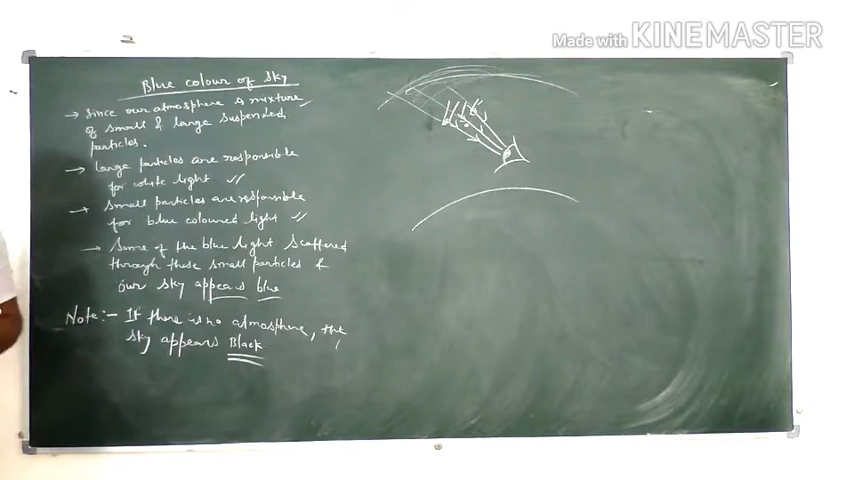 Made with KINEMASTER
Blue colour of sky
→ Since our atmosphere is mixture
of small & large suspended
particles.
→ Large particles are responsible
for white light
→ Small particles are responsible
for blue coloured light
→ Some of the blue light scattered
through these small particles &
our sky appears blue
Note:- If there is no atmosphere, the
sky appears Black